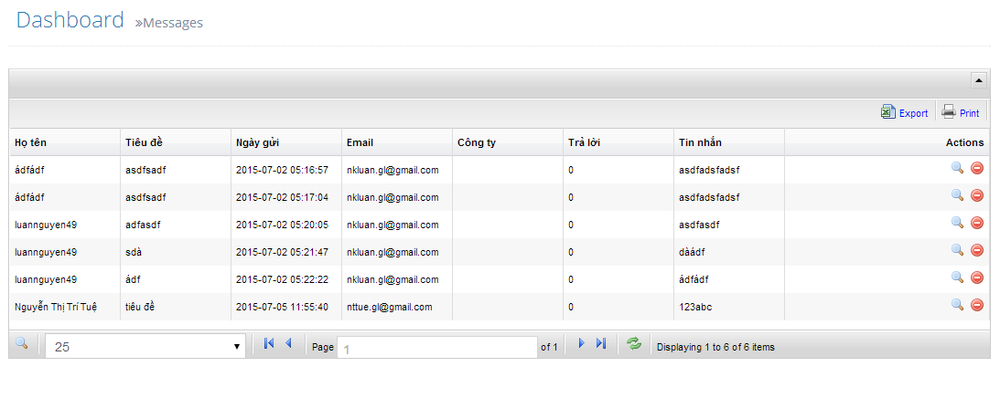 Dashboard »Messages
Export Print
Họ tên Tiêu đề Ngày gửi Email Công ty Trả lời Tin nhắn Actions
ádfádf asdfsadf 2015-07-02 05:16:57 nkluan.gl@gmail.com 0 asdfadsfadsf
ádfádf asdfsadf 2015-07-02 05:17:04 nkluan.gl@gmail.com 0 asdfadsfadsf
luannguyen49 adfasdf 2015-07-02 05:20:05 nkluan.gl@gmail.com 0 asdfasdf
luannguyen49 sdà 2015-07-02 05:21:47 nkluan.gl@gmail.com 0 dàádf
luannguyen49 ádf 2015-07-02 05:22:22 nkluan.gl@gmail.com 0 ádfádf
Nguyễn Thị Trí Tuệ tiêu đề 2015-07-05 11:55:40 nttue.gl@gmail.com 0 123abc
25 Page 1 of 1 Displaying 1 to 6 of 6 items